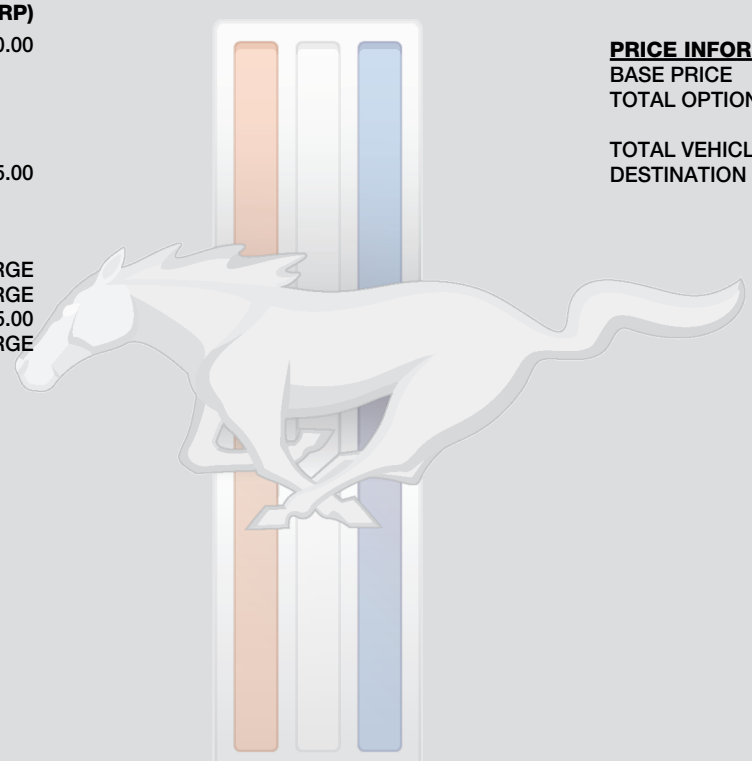 RP)
0.00
5.00
RGE
RGE
5.00
RGE
PRICE INFOR
BASE PRICE
TOTAL OPTION
TOTAL VEHICL
DESTINATION